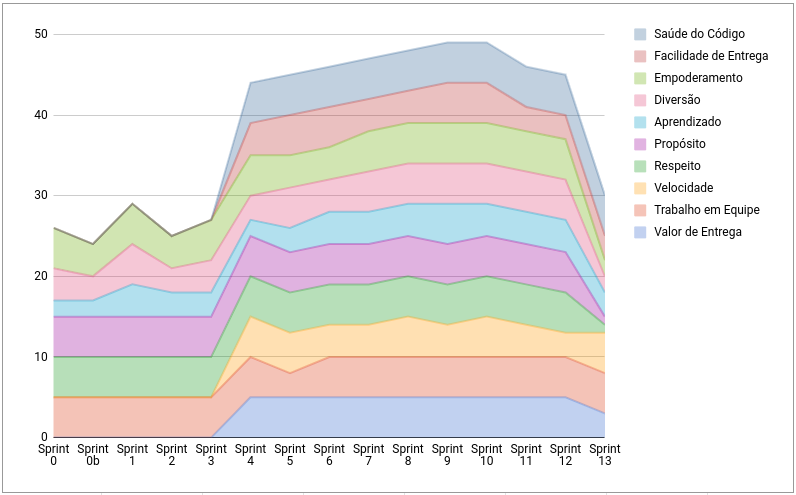 50
40
30
20
10
0
Sprint 0
Sprint 0b
Sprint 1
Sprint 2
Sprint 3
Sprint 4
Sprint 5
Sprint 6
Sprint 7
Sprint 8
Sprint 9
Sprint 10
Sprint 11
Sprint 12
Sprint 13
Saúde do Código
Facilidade de Entrega
Empoderamento
Diversão
Aprendizado
Propósito
Respeito
Velocidade
Trabalho em Equipe
Valor de Entrega